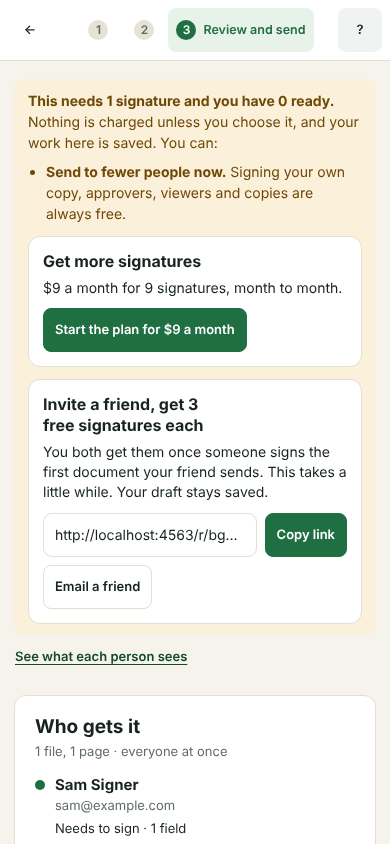 ←
1
2
3 Review and send
?
This needs 1 signature and you have 0 ready.
Nothing is charged unless you choose it, and your
work here is saved. You can:
• Send to fewer people now. Signing your own
copy, approvers, viewers and copies are
always free.
Get more signatures
$9 a month for 9 signatures, month to month.
Start the plan for $9 a month
Invite a friend, get 3
free signatures each
You both get them once someone signs the
first document your friend sends. This takes a
little while. Your draft stays saved.
http://localhost:4563/r/bg...
Copy link
Email a friend
See what each person sees
Who gets it
1 file, 1 page · everyone at once
Sam Signer
sam@example.com
Needs to sign · 1 field